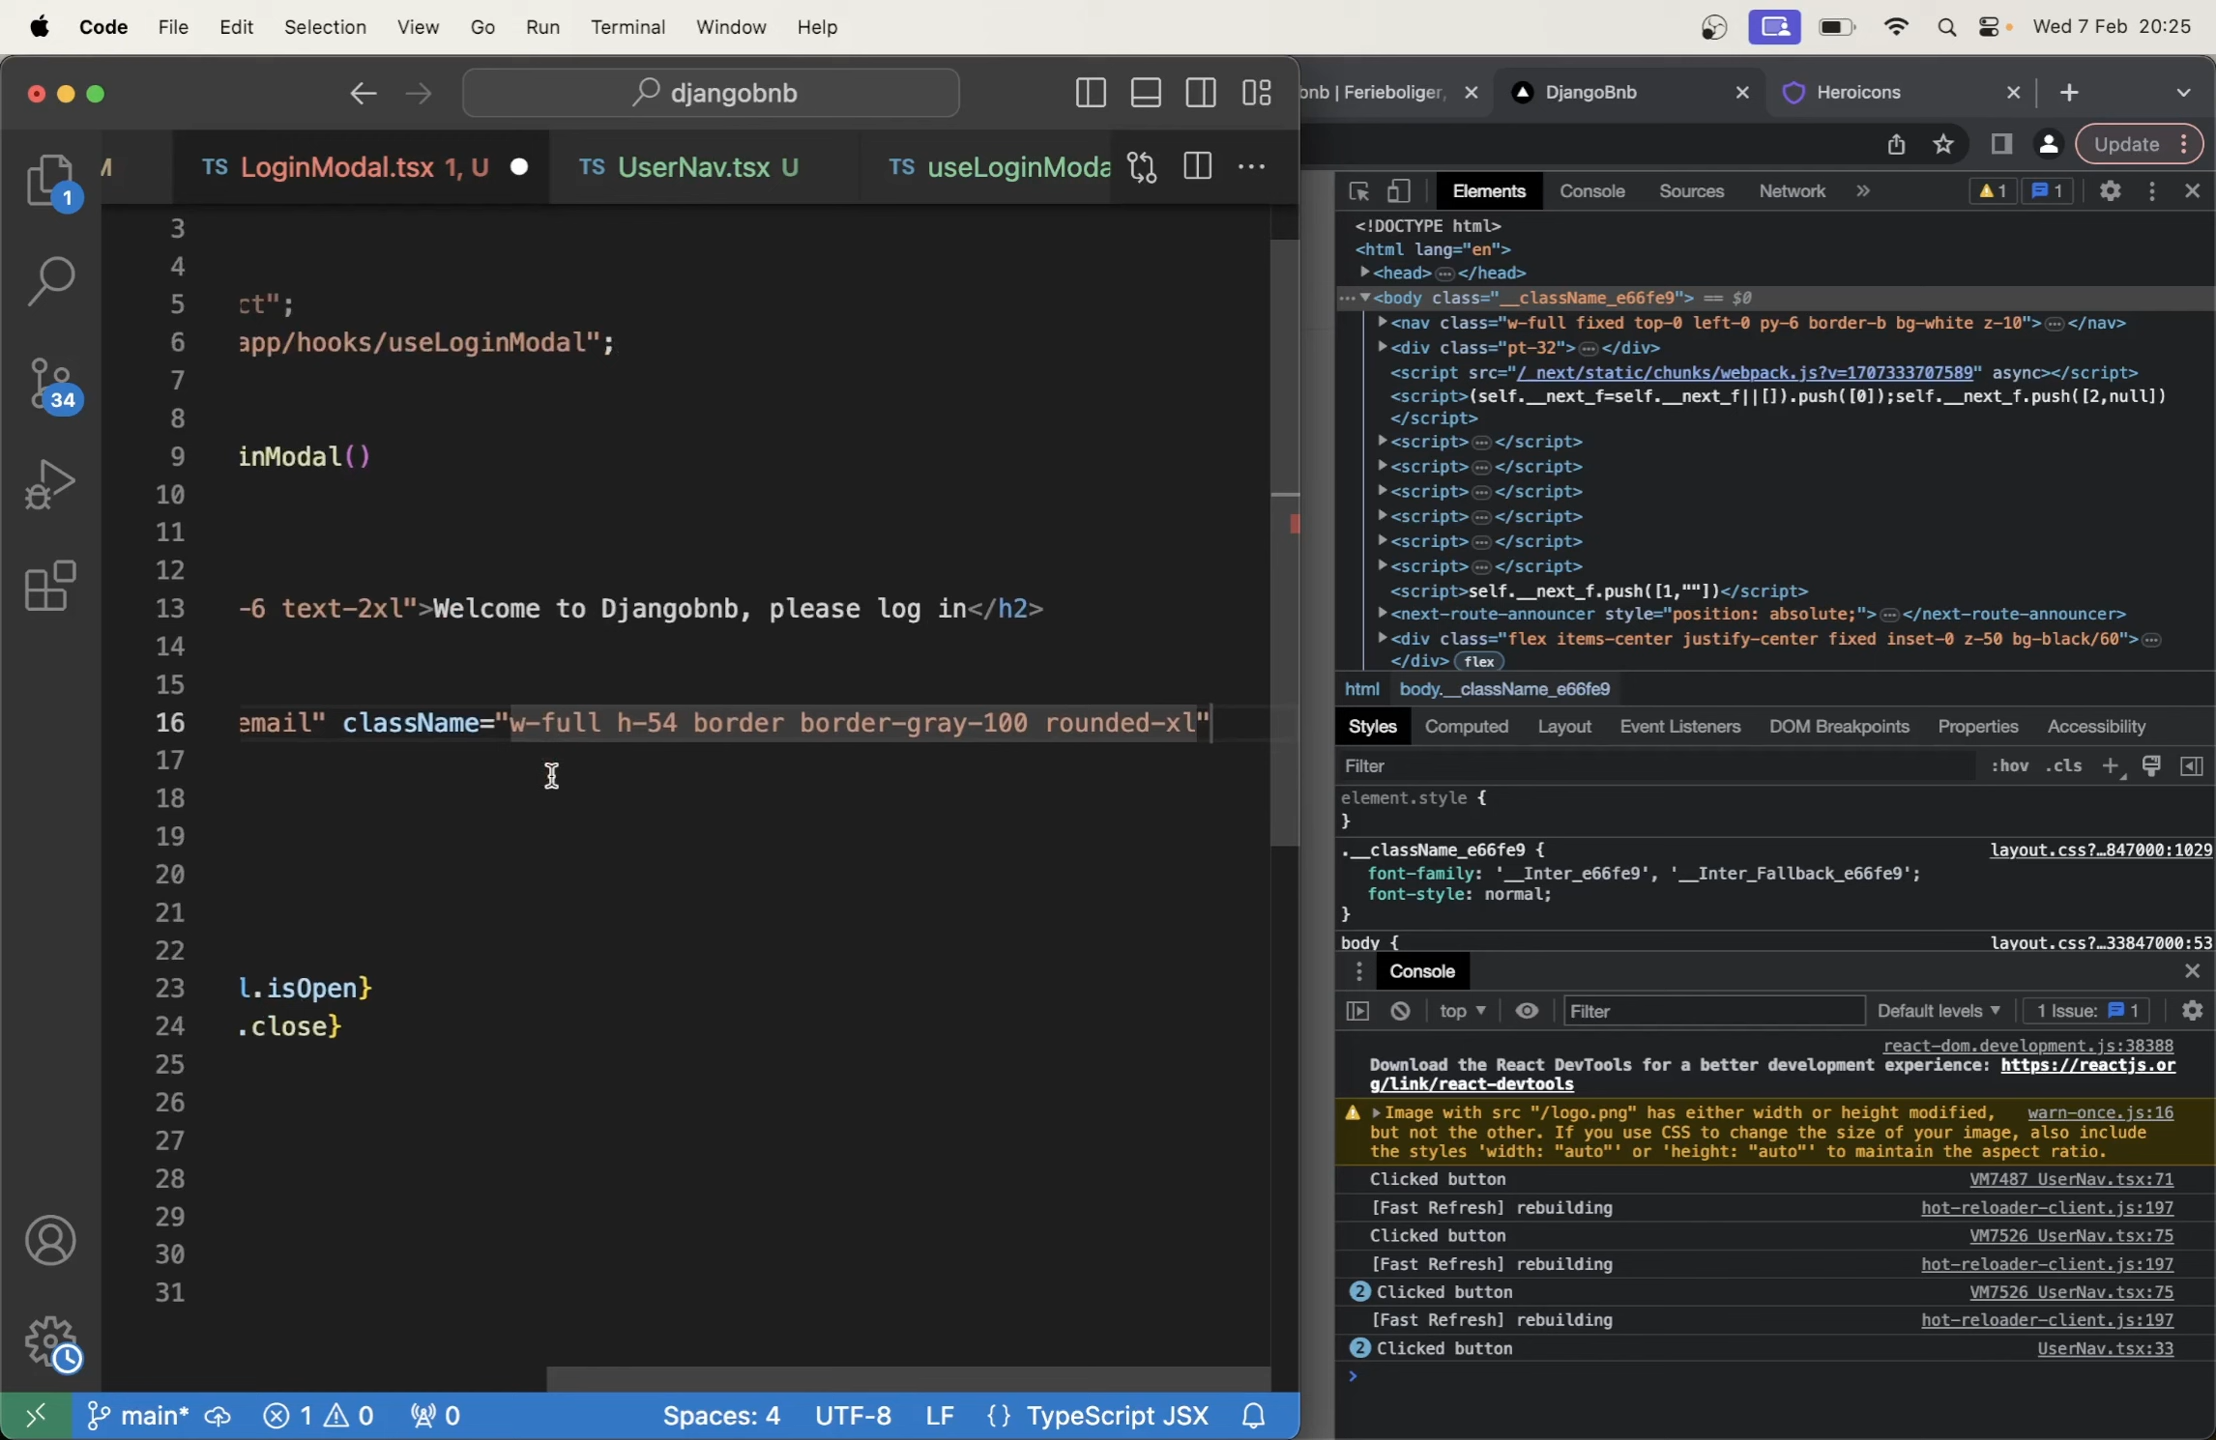 Code File Edit Selection View Go Run Terminal Window Help Wed 7 Feb 20:25
djangobnb
bnb | Ferieboliger, DjangoBnb Heroicons
Update
TS LoginModal.tsx 1, U TS UserNav.tsx U TS useLoginModa
Elements Console Sources Network » 1 1
1
34
3
4
5 ct";
6 app/hooks/useLoginModal";
7
8
9 inModal()
10
11
12
13 -6 text-2xl">Welcome to Djangobnb, please log in</h2>
14
15
16 email" className="w-full h-54 border border-gray-100 rounded-xl"
17
18
19
20
21
22
23 l.isOpen}
24 .close}
25
26
27
28
29
30
31
main* 1 0 0 Spaces: 4 UTF-8 LF {} TypeScript JSX
<!DOCTYPE html>
<html lang="en">
<head>…</head>
…<body class="__className_e66fe9"> == $0
<nav class="w-full fixed top-0 left-0 py-6 border-b bg-white z-10">…</nav>
<div class="pt-32">…</div>
<script src="/_next/static/chunks/webpack.js?v=1707333707589" async></script>
<script>(self.__next_f=self.__next_f||[]).push([0]);self.__next_f.push([2,null])
</script>
<script>…</script>
<script>…</script>
<script>…</script>
<script>…</script>
<script>…</script>
<script>…</script>
<script>self.__next_f.push([1,""])</script>
<next-route-announcer style="position: absolute;">…</next-route-announcer>
<div class="flex items-center justify-center fixed inset-0 z-50 bg-black/60">…
</div> flex
html body.__className_e66fe9
Styles Computed Layout Event Listeners DOM Breakpoints Properties Accessibility
Filter :hov .cls +
element.style {
}
.__className_e66fe9 { layout.css?…847000:1029
font-family: '__Inter_e66fe9', '__Inter_Fallback_e66fe9';
font-style: normal;
}
body { layout.css?…33847000:53
Console
top ▼ Filter Default levels ▼ 1 Issue: 1
react-dom.development.js:38388
Download the React DevTools for a better development experience: https://reactjs.or
g/link/react-devtools
Image with src "/logo.png" has either width or height modified, warn-once.js:16
but not the other. If you use CSS to change the size of your image, also include
the styles 'width: "auto"' or 'height: "auto"' to maintain the aspect ratio.
Clicked button VM7487 UserNav.tsx:71
[Fast Refresh] rebuilding hot-reloader-client.js:197
Clicked button VM7526 UserNav.tsx:75
[Fast Refresh] rebuilding hot-reloader-client.js:197
2 Clicked button VM7526 UserNav.tsx:75
[Fast Refresh] rebuilding hot-reloader-client.js:197
2 Clicked button UserNav.tsx:33